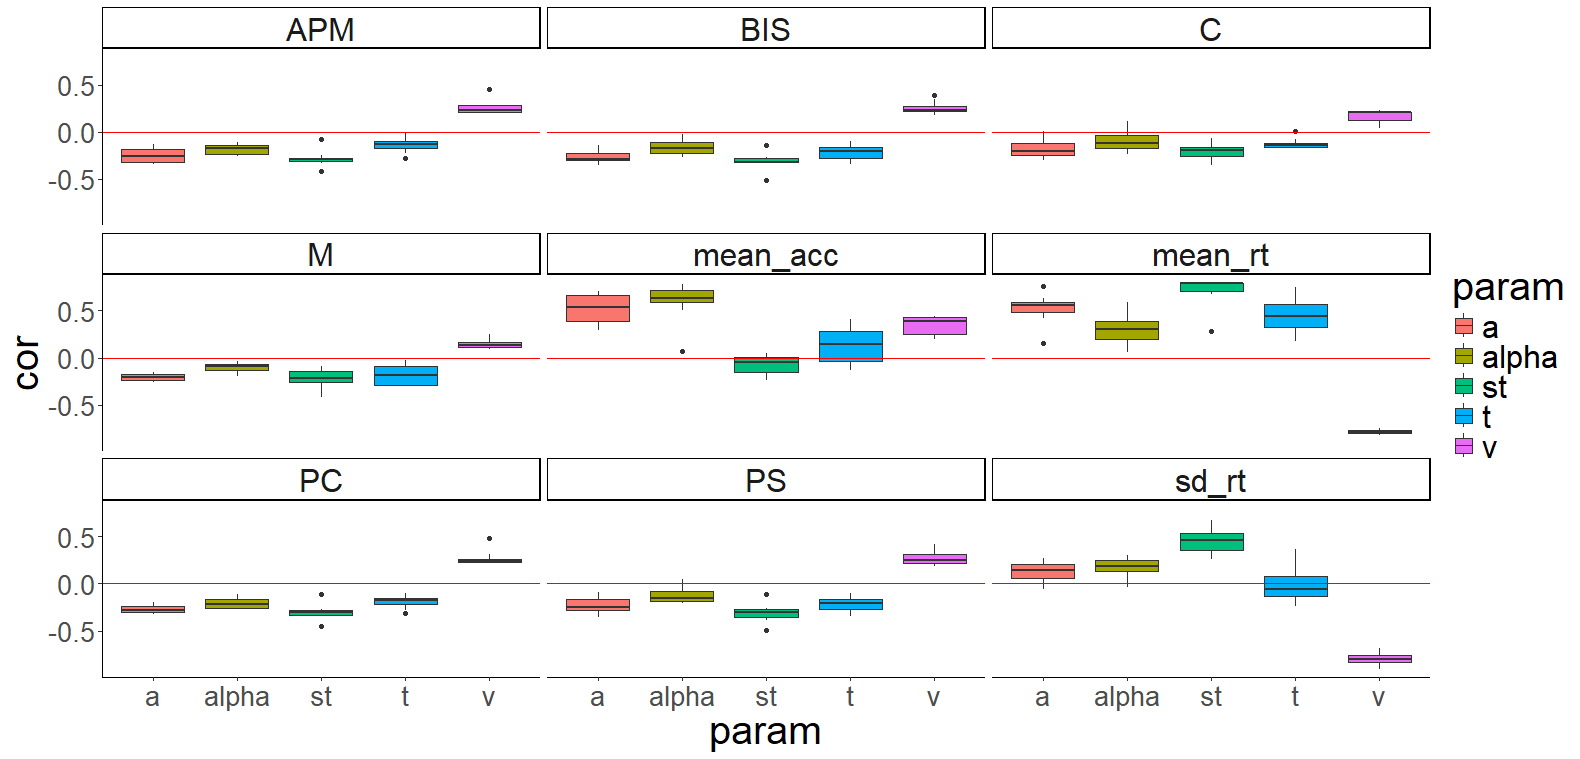 APM BIS C
0.5
0.0
-0.5
M mean_acc mean_rt
0.5
0.0
-0.5
cor
PC PS sd_rt
0.5
0.0
-0.5
a alpha st t v a alpha st t v a alpha st t v
param
param
a
alpha
st
t
v